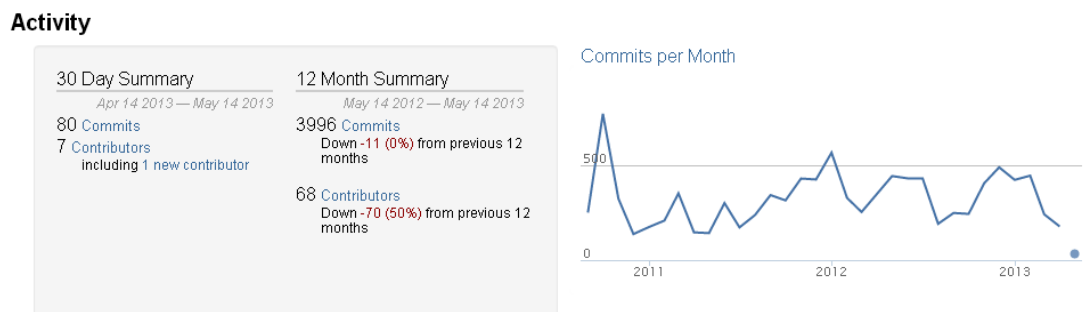 Activity
30 Day Summary
Apr 14 2013 — May 14 2013
80 Commits
7 Contributors
including 1 new contributor
12 Month Summary
May 14 2012 — May 14 2013
3996 Commits
Down -11 (0%) from previous 12
months
68 Contributors
Down -70 (50%) from previous 12
months
Commits per Month
500
0
2011 2012 2013